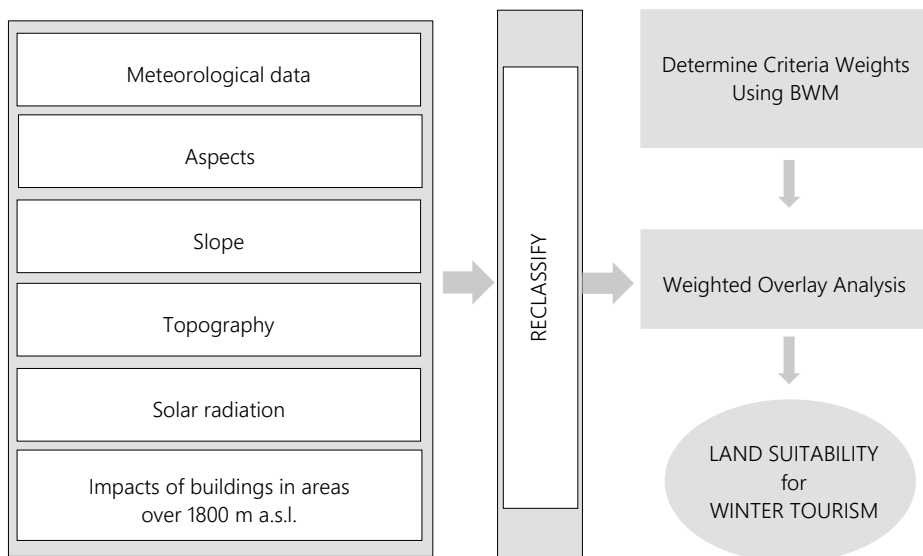 Meteorological data
Aspects
Slope
Topography
Solar radiation
Impacts of buildings in areas
over 1800 m a.s.l.
RECLASSIFY
Determine Criteria Weights
Using BWM
Weighted Overlay Analysis
LAND SUITABILITY
for
WINTER TOURISM